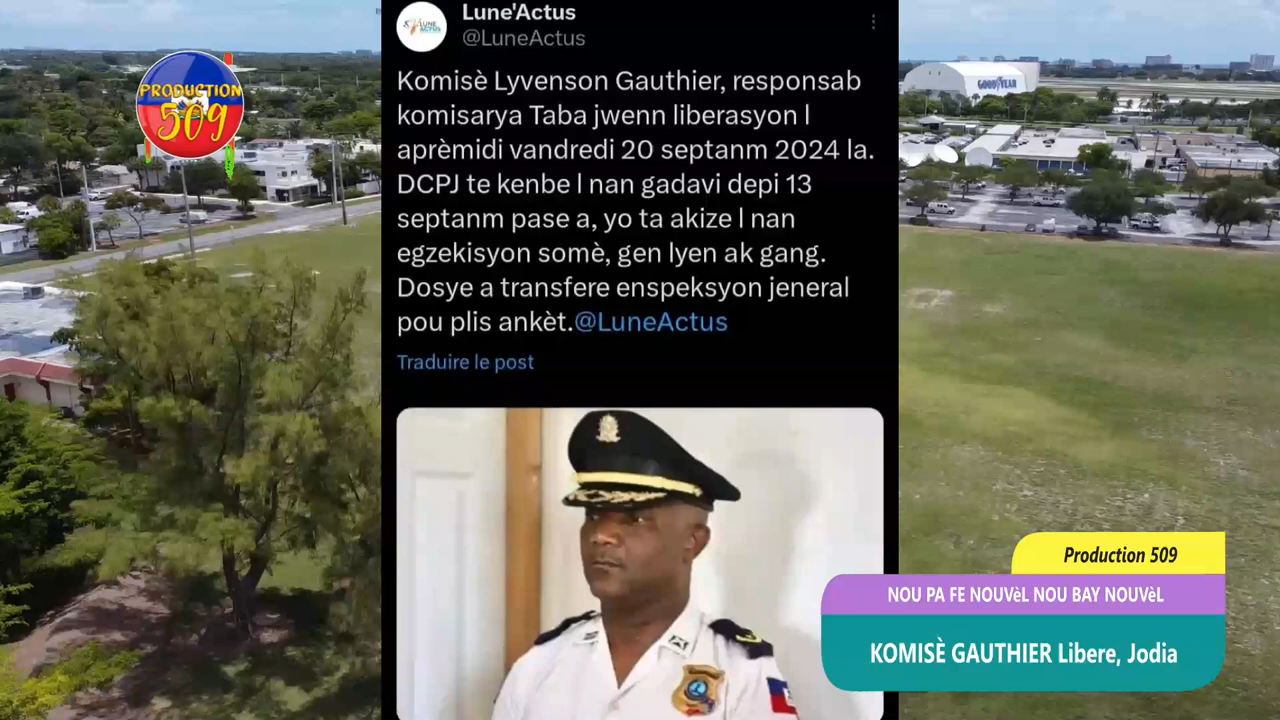 Lune'Actus
@LuneActus
Komisè Lyvenson Gauthier, responsab
komisarya Taba jwenn liberasyon l
aprèmidi vandredi 20 septanm 2024 la.
DCPJ te kenbe l nan gadavi depi 13
septanm pase a, yo ta akize l nan
egzekisyon somè, gen lyen ak gang.
Dosye a transfere enspeksyon jeneral
pou plis ankèt.@LuneActus
Traduire le post
PRODUCTION
509
GOODYEAR
Production 509
NOU PA FE NOUVèL NOU BAY NOUVèL
KOMISÈ GAUTHIER Libere, Jodia